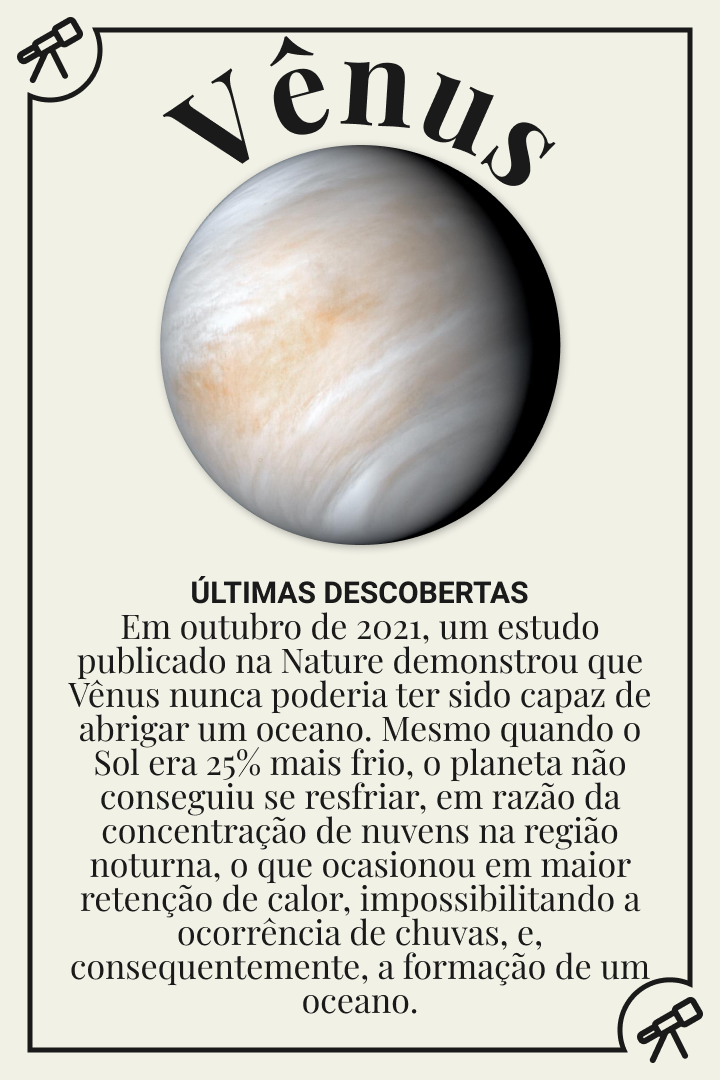 Vênus
ÚLTIMAS DESCOBERTAS
Em outubro de 2021, um estudo
publicado na Nature demonstrou que
Vênus nunca poderia ter sido capaz de
abrigar um oceano. Mesmo quando o
Sol era 25% mais frio, o planeta não
conseguiu se resfriar, em razão da
concentração de nuvens na região
noturna, o que ocasionou em maior
retenção de calor, impossibilitando a
ocorrência de chuvas, e,
consequentemente, a formação de um
oceano.